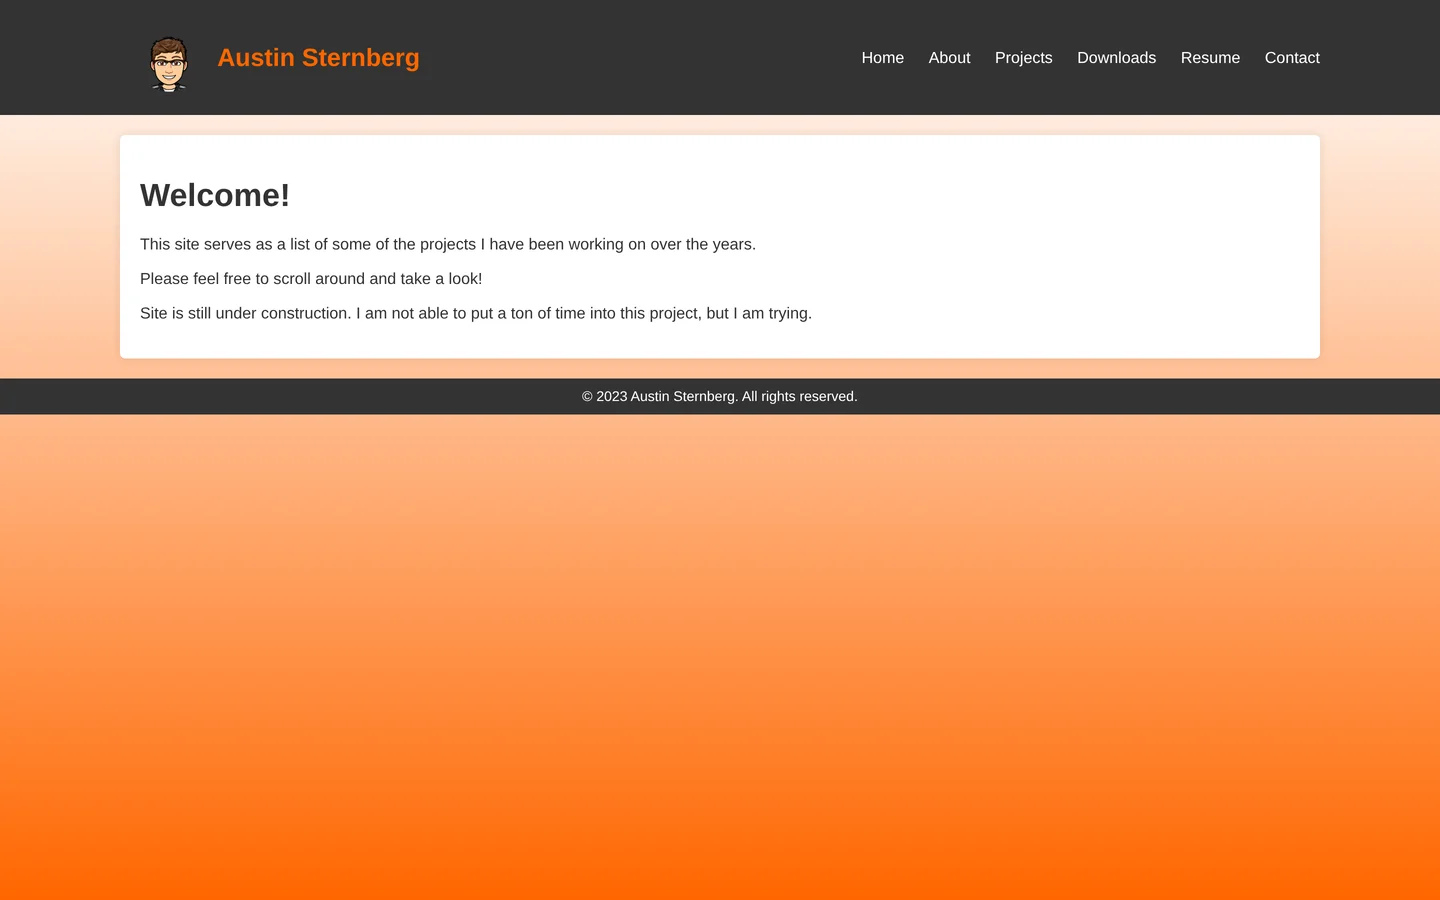 Austin Sternberg
Home About Projects Downloads Resume Contact
Welcome!
This site serves as a list of some of the projects I have been working on over the years.
Please feel free to scroll around and take a look!
Site is still under construction. I am not able to put a ton of time into this project, but I am trying.
© 2023 Austin Sternberg. All rights reserved.